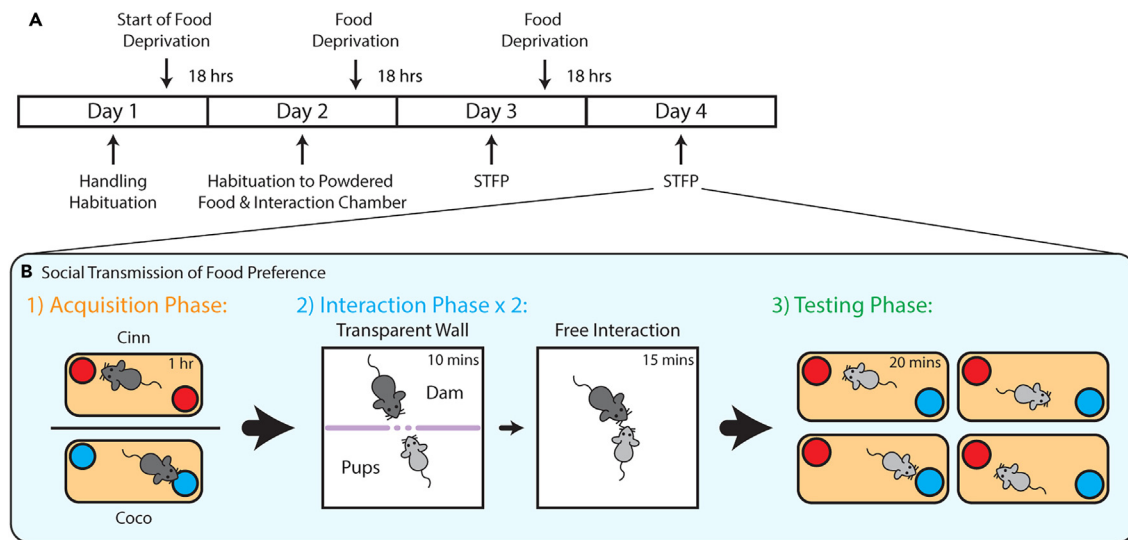 A
Start of Food
Deprivation
18 hrs
Food
Deprivation
18 hrs
Food
Deprivation
18 hrs
Day 1
Day 2
Day 3
Day 4
Handling
Habituation
Habituation to Powdered
Food & Interaction Chamber
STFP
STFP
B Social Transmission of Food Preference
1) Acquisition Phase:
Cinn
1 hr
Coco
2) Interaction Phase x 2:
Transparent Wall
10 mins
Dam
Pups
Free Interaction
15 mins
3) Testing Phase:
20 mins